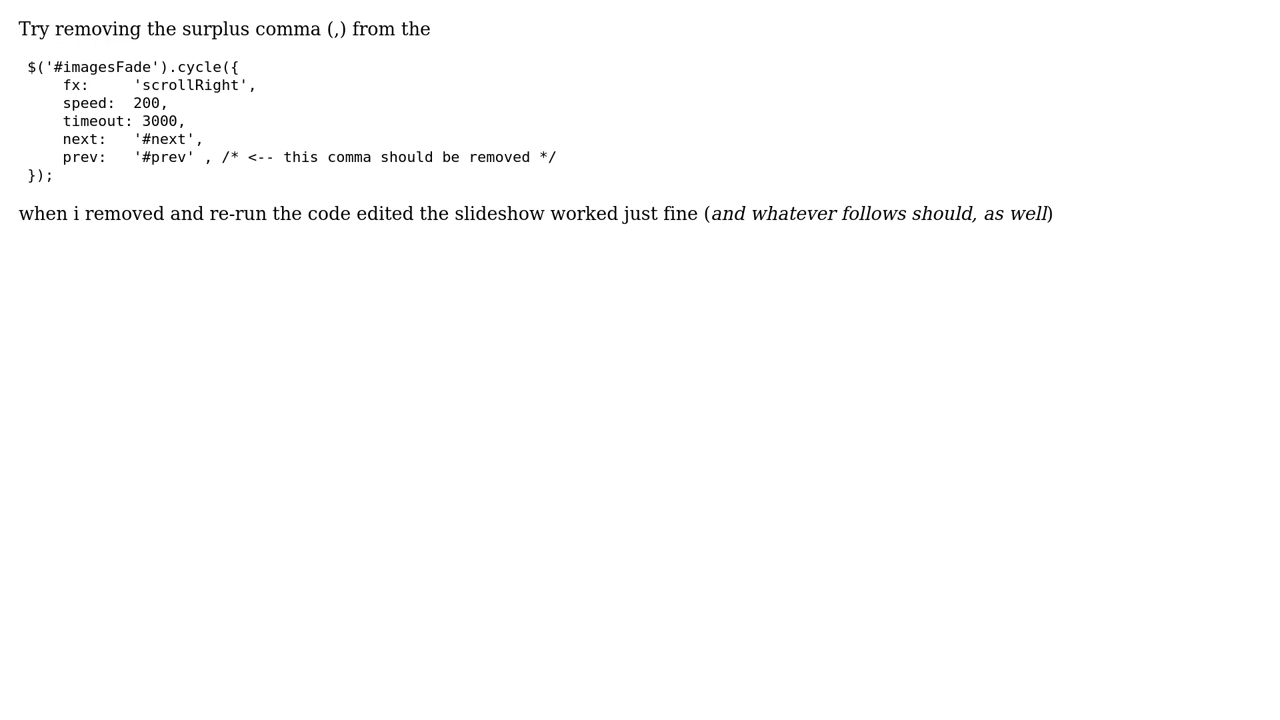 Try removing the surplus comma (,) from the
$('#imagesFade').cycle({
    fx:     'scrollRight',
    speed:  200,
    timeout: 3000,
    next:   '#next',
    prev:   '#prev' , /* <-- this comma should be removed */
});
when i removed and re-run the code edited the slideshow worked just fine (and whatever follows should, as well)